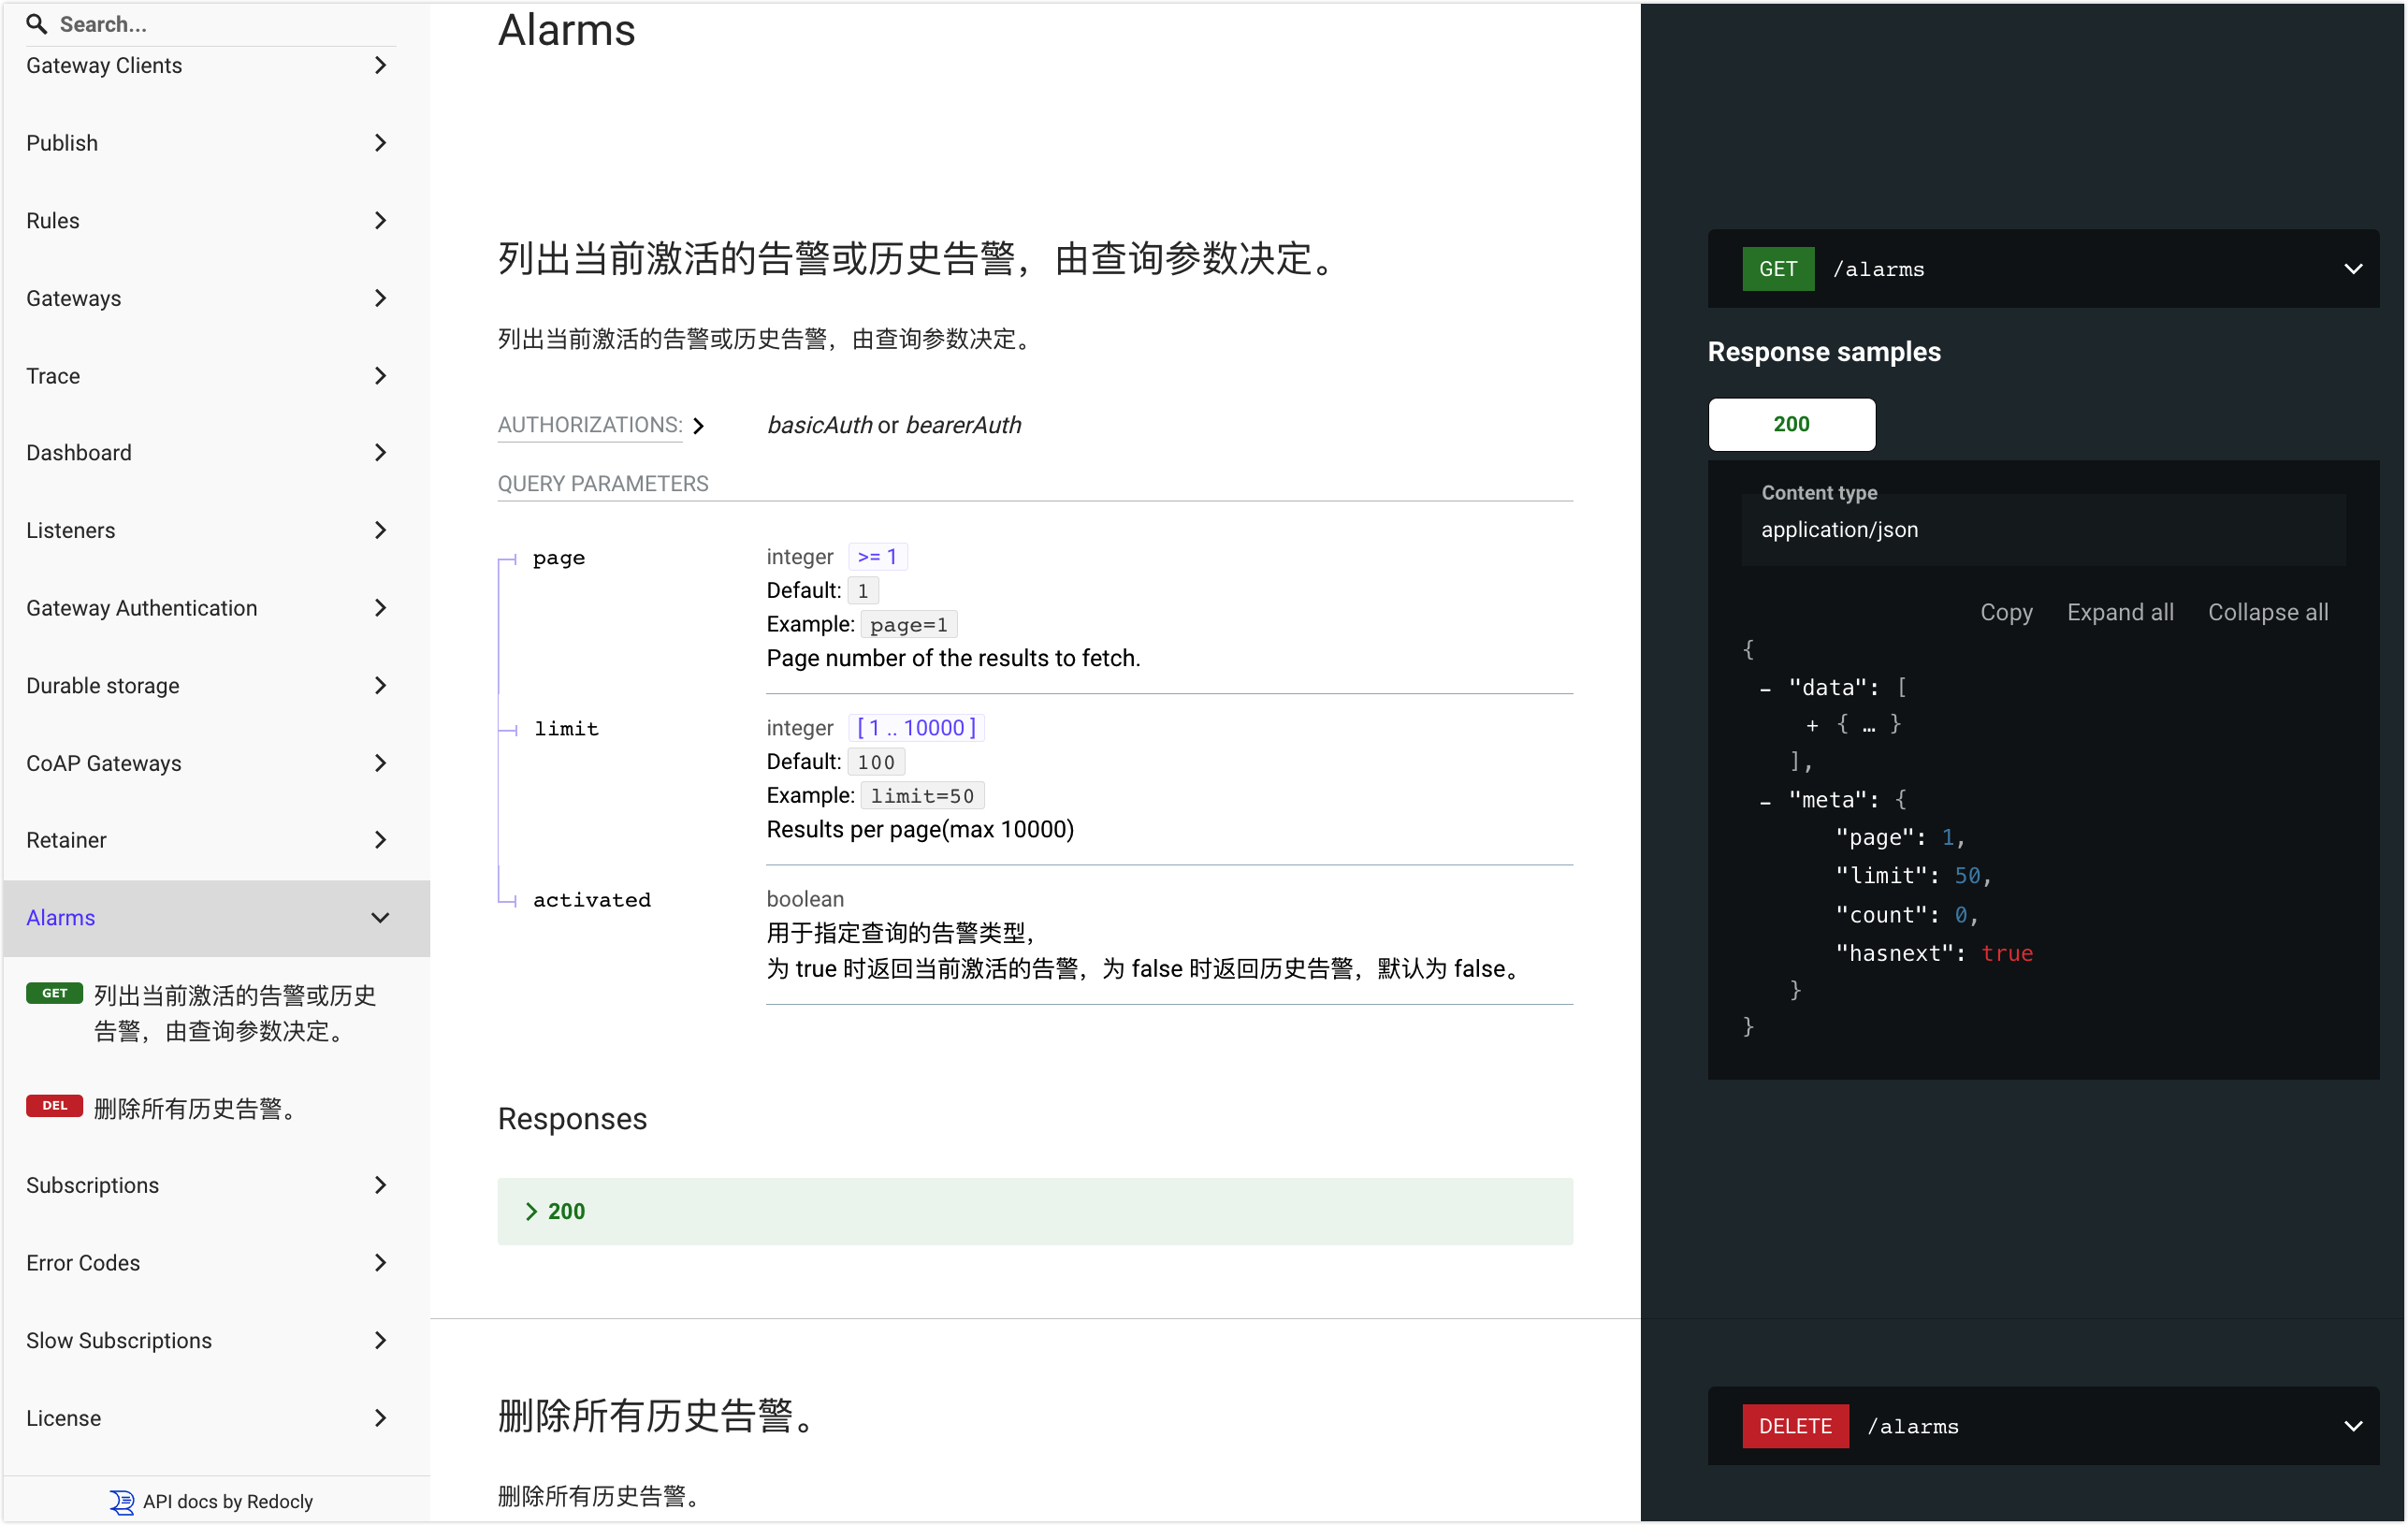 Search...
Gateway Clients
Publish
Rules
Gateways
Trace
Dashboard
Listeners
Gateway Authentication
Durable storage
CoAP Gateways
Retainer
Alarms
GET 列出当前激活的告警或历史
告警，由查询参数决定。
DEL 删除所有历史告警。
Subscriptions
Error Codes
Slow Subscriptions
License
API docs by Redocly
Alarms
列出当前激活的告警或历史告警，由查询参数决定。
列出当前激活的告警或历史告警，由查询参数决定。
AUTHORIZATIONS: basicAuth or bearerAuth
QUERY PARAMETERS
page integer >= 1
Default: 1
Example: page=1
Page number of the results to fetch.
limit integer [ 1 .. 10000 ]
Default: 100
Example: limit=50
Results per page(max 10000)
activated boolean
用于指定查询的告警类型，
为 true 时返回当前激活的告警，为 false 时返回历史告警，默认为 false。
Responses
200
删除所有历史告警。
删除所有历史告警。
GET /alarms
Response samples
200
Content type
application/json
Copy Expand all Collapse all
{
- "data": [
+ { … }
],
- "meta": {
"page": 1,
"limit": 50,
"count": 0,
"hasnext": true
}
}
DELETE /alarms